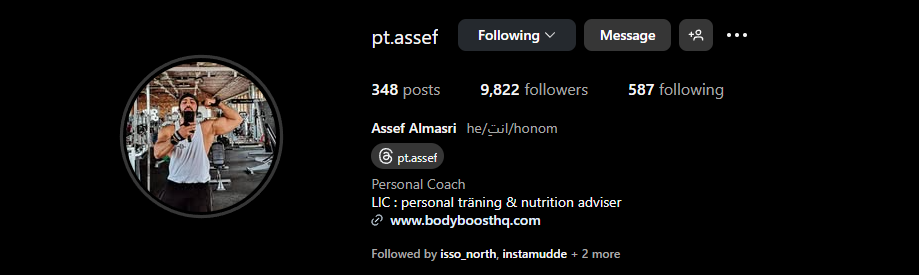 pt.assef Following Message
348 posts 9,822 followers 587 following
Assef Almasri he/انتَ/honom
pt.assef
Personal Coach
LIC : personal träning & nutrition adviser
www.bodyboosthq.com
Followed by isso_north, instamudde + 2 more